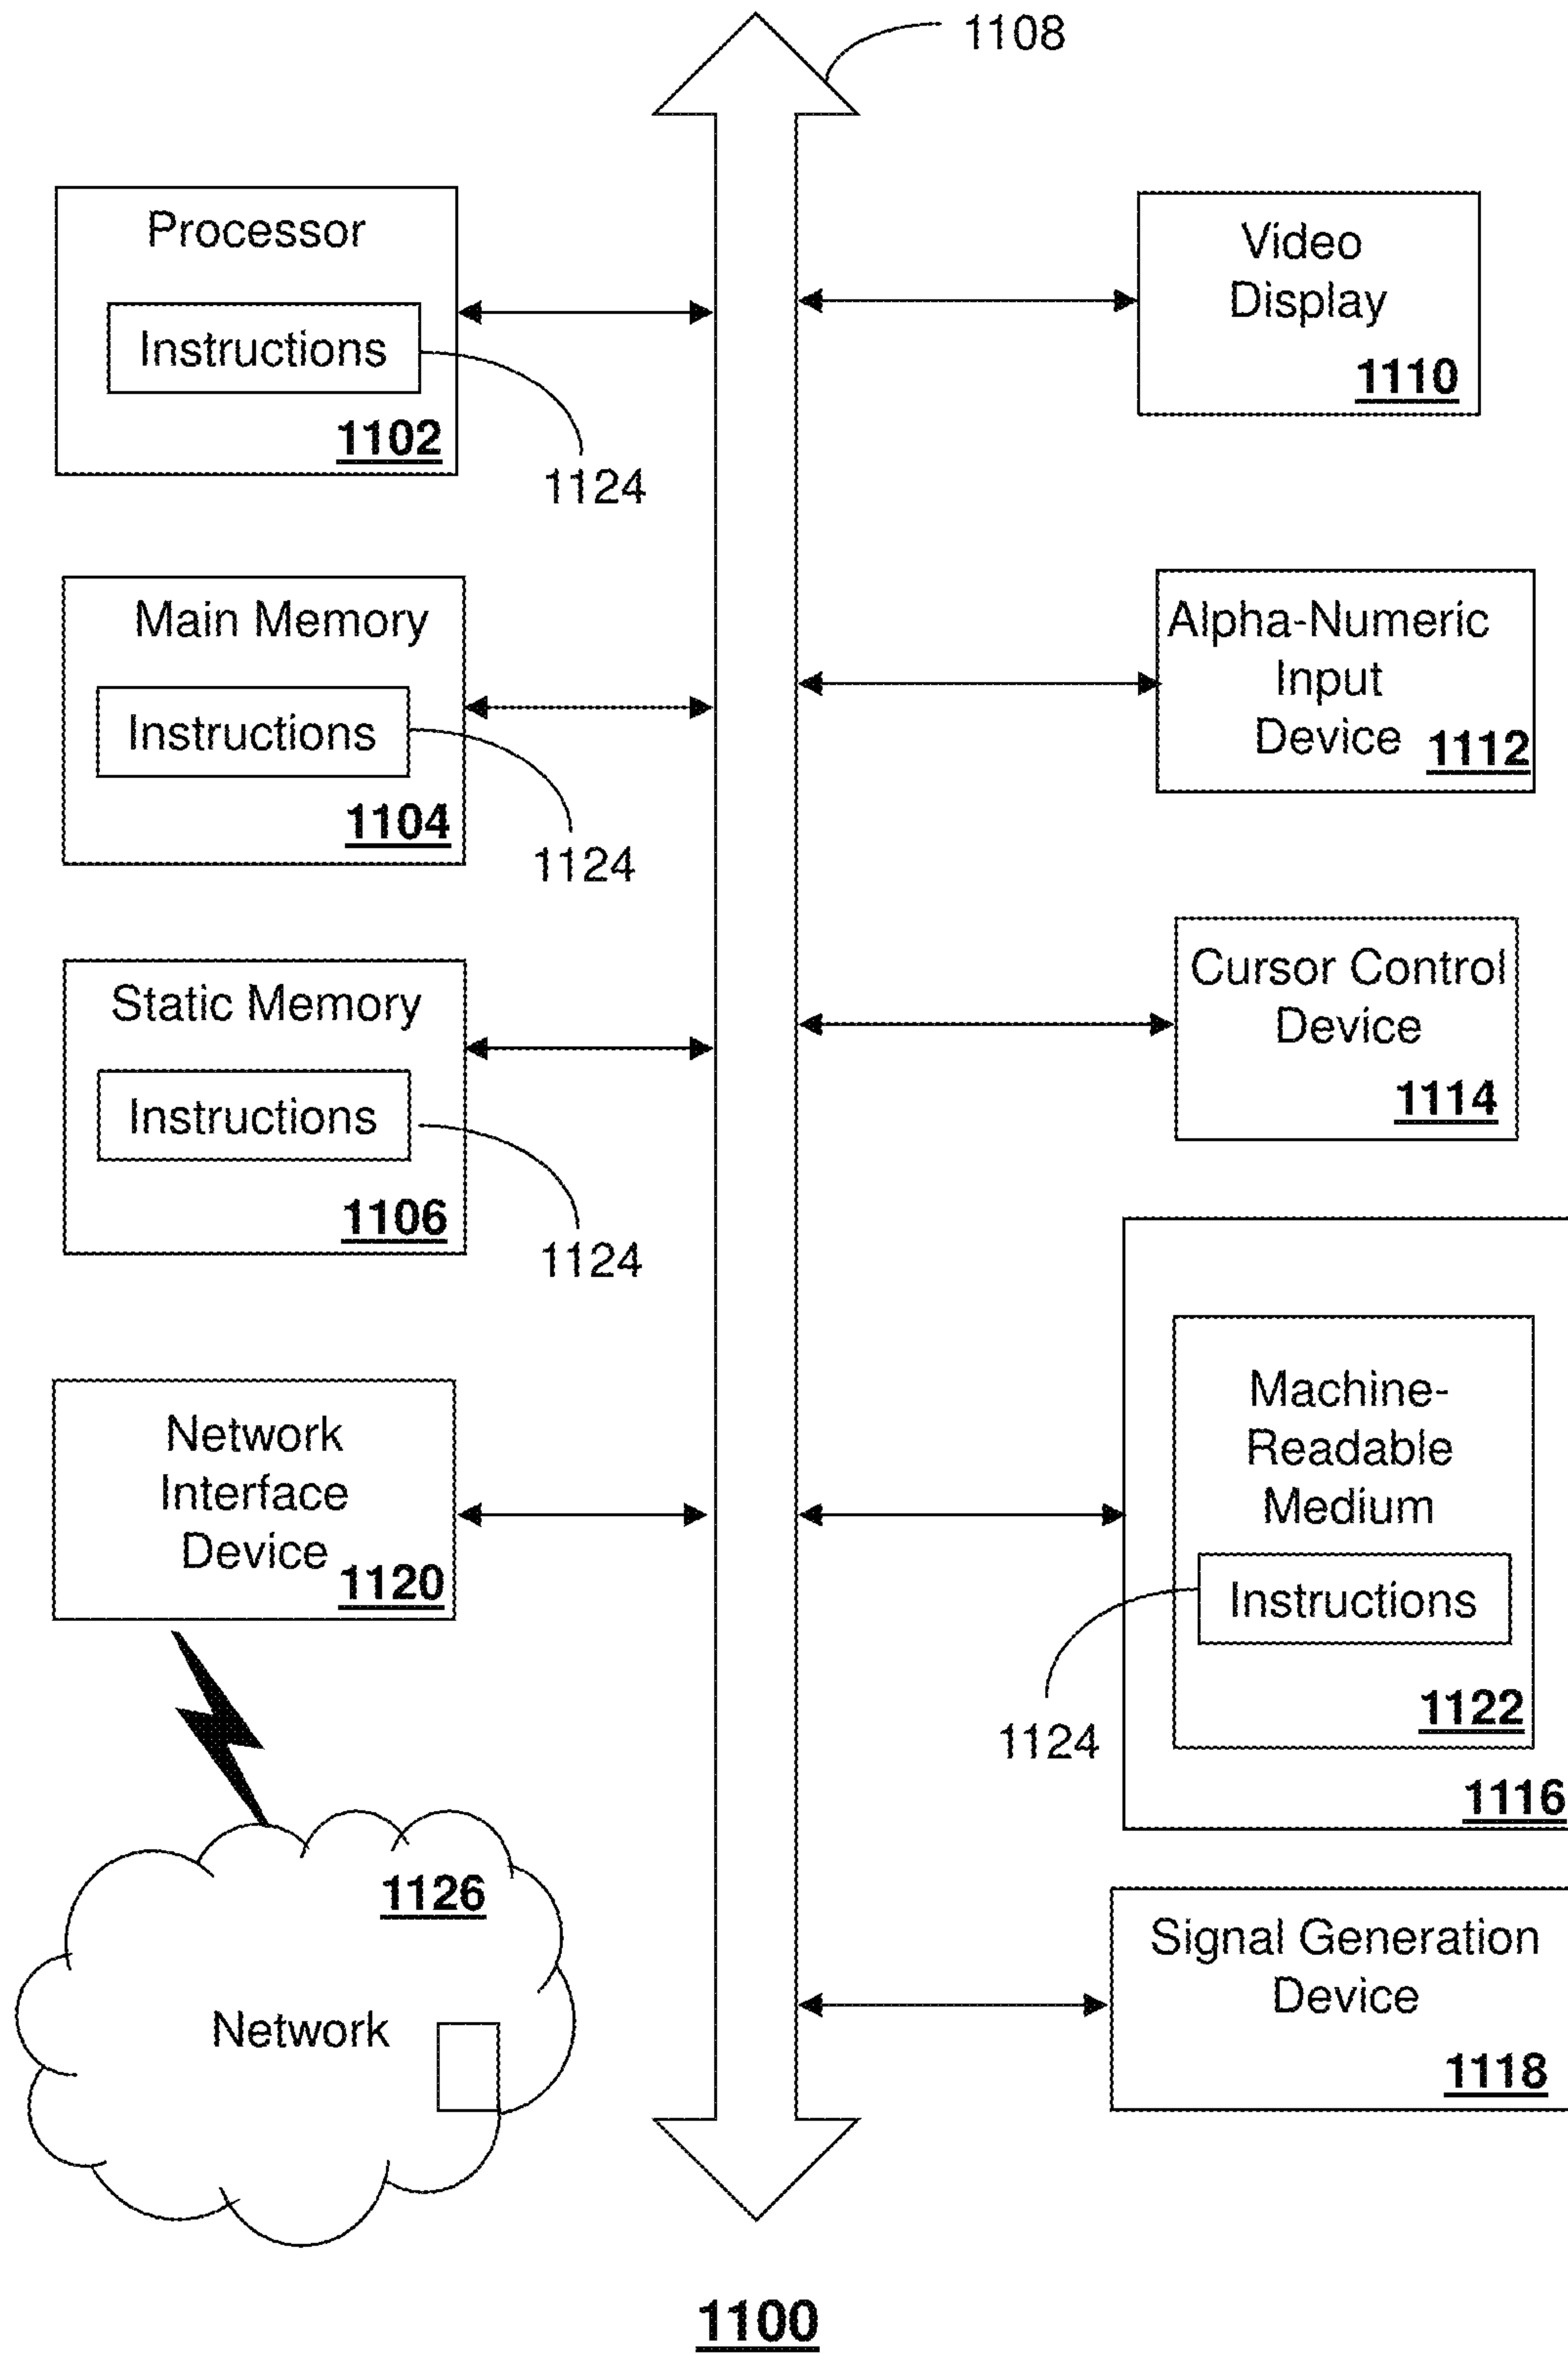 1108
Processor
Instructions
1102
1124
Main Memory
Instructions
1104
1124
Static Memory
Instructions
1106
1124
Network
Interface
Device
1120
1126
Network
Video
Display
1110
Alpha-Numeric
Input
Device
1112
Cursor Control
Device
1114
Machine-
Readable
Medium
Instructions
1124
1122
1116
Signal Generation
Device
1118
1100